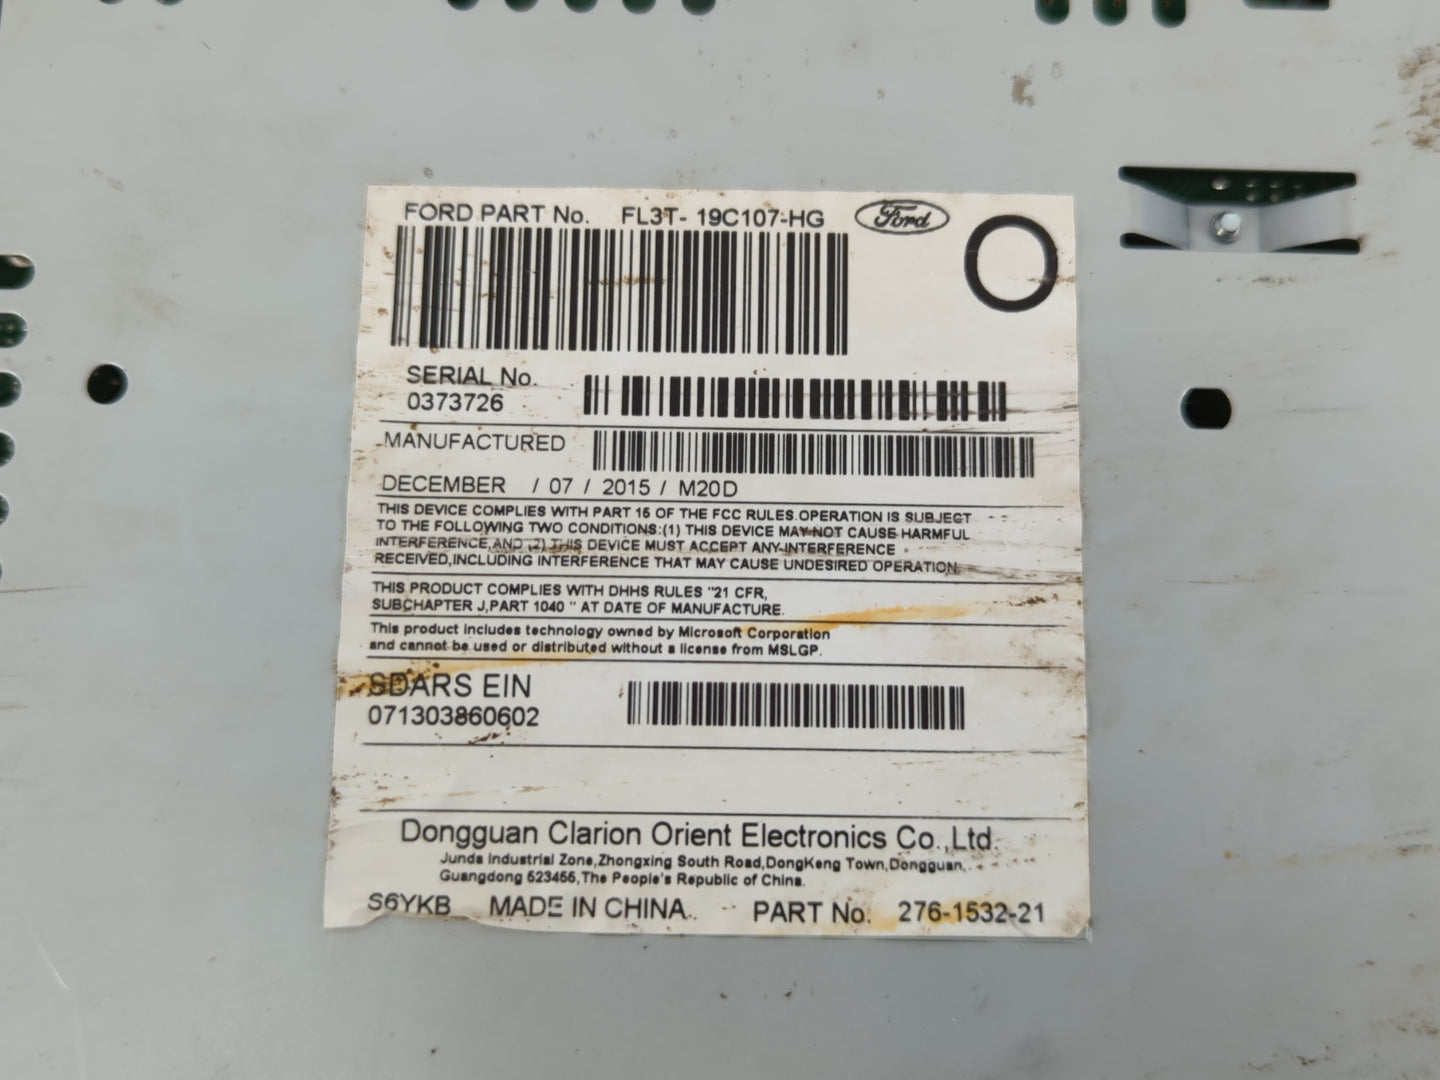 FORD PART No. FL3T- 19C107-HG Ford
SERIAL No.
0373726
MANUFACTURED
DECEMBER / 07 / 2015 / M20D
THIS DEVICE COMPLIES WITH PART 15 OF THE FCC RULES.OPERATION IS SUBJECT
TO THE FOLLOWING TWO CONDITIONS:(1) THIS DEVICE MAY NOT CAUSE HARMFUL
INTERFERENCE,AND (2) THIS DEVICE MUST ACCEPT ANY INTERFERENCE
RECEIVED,INCLUDING INTERFERENCE THAT MAY CAUSE UNDESIRED OPERATION.
THIS PRODUCT COMPLIES WITH DHHS RULES "21 CFR,
SUBCHAPTER J,PART 1040 " AT DATE OF MANUFACTURE.
This product includes technology owned by Microsoft Corporation
and cannot be used or distributed without a license from MSLGP.
SDARS EIN
071303860602
Dongguan Clarion Orient Electronics Co.,Ltd.
Junda Industrial Zone,Zhongxing South Road,DongKeng Town,Dongguan,
Guangdong 523455,The People's Republic of China.
S6YKB MADE IN CHINA PART No. 276-1532-21